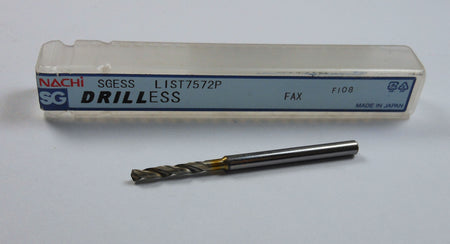 NACHi SGESS LIST7572P
SG DRILLESS FAX F108
MADE IN JAPAN